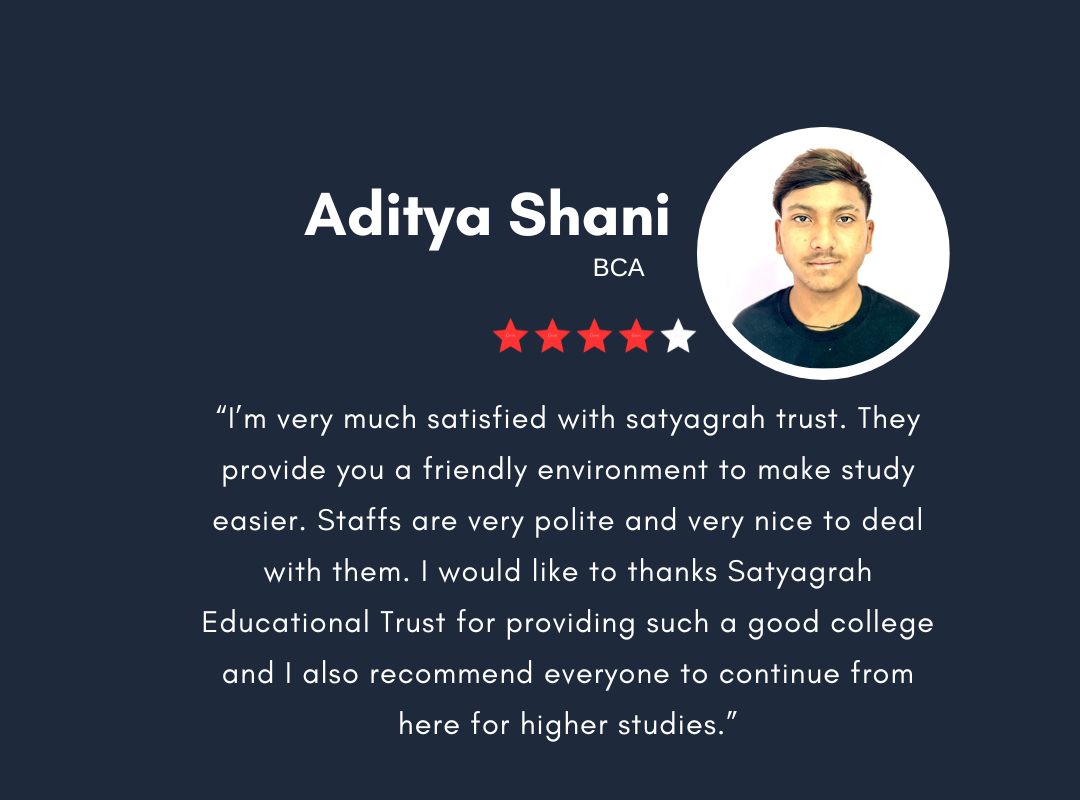 Aditya Shani
BCA
“I’m very much satisfied with satyagrah trust. They
provide you a friendly environment to make study
easier. Staffs are very polite and very nice to deal
with them. I would like to thanks Satyagrah
Educational Trust for providing such a good college
and I also recommend everyone to continue from
here for higher studies.”